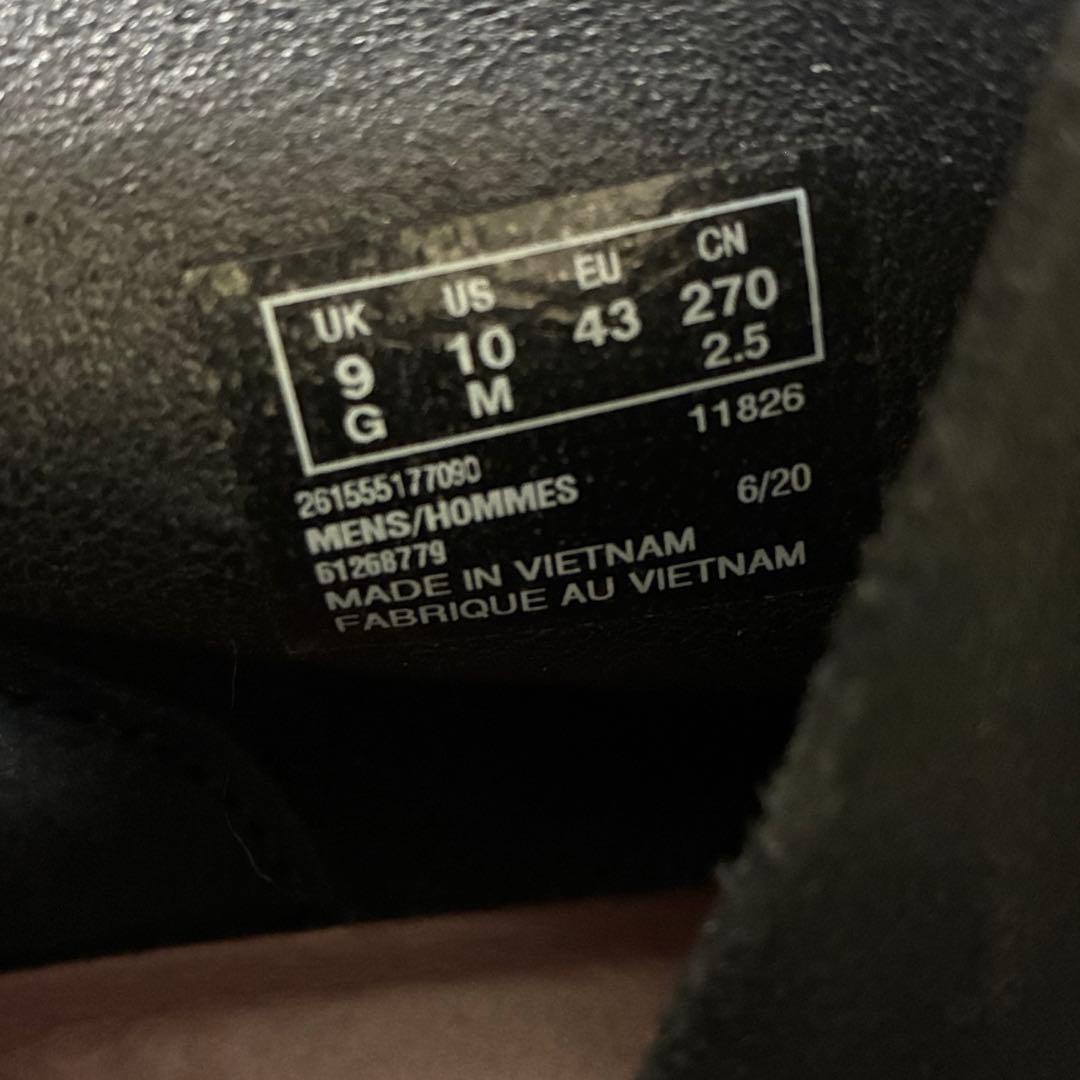 UK US EU CN
9 10 43 270
G M 2.5
261555177090 11826
MENS/HOMMES 6/20
61268779
MADE IN VIETNAM
FABRIQUE AU VIETNAM